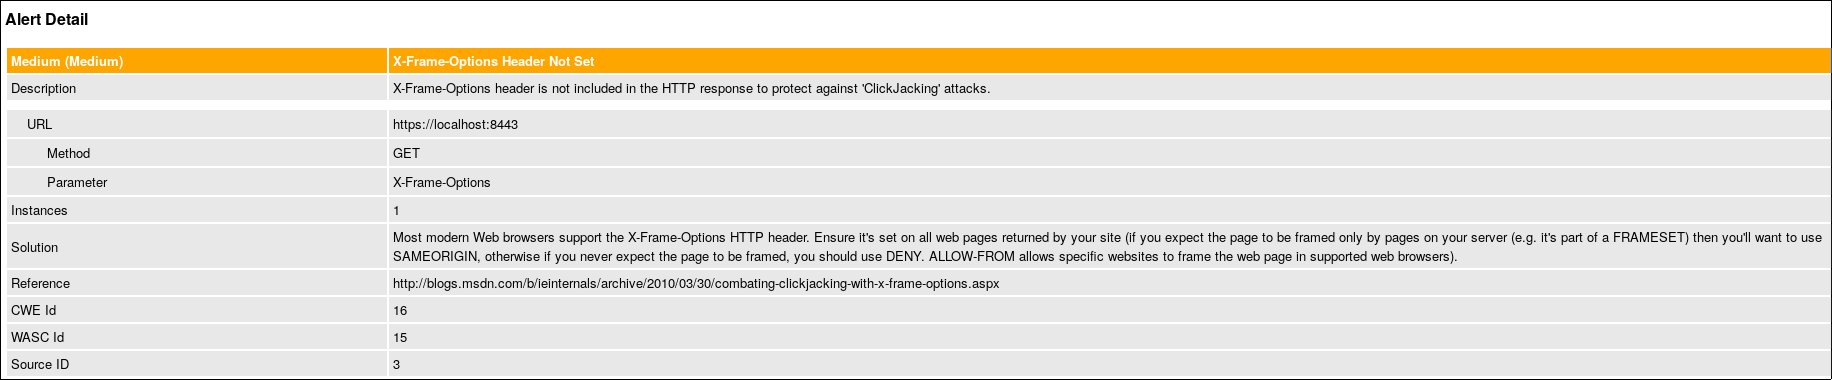 Alert Detail
Medium (Medium) X-Frame-Options Header Not Set
Description X-Frame-Options header is not included in the HTTP response to protect against 'ClickJacking' attacks.
URL https://localhost:8443
Method GET
Parameter X-Frame-Options
Instances 1
Solution Most modern Web browsers support the X-Frame-Options HTTP header. Ensure it's set on all web pages returned by your site (if you expect the page to be framed only by pages on your server (e.g. it's part of a FRAMESET) then you'll want to use
SAMEORIGIN, otherwise if you never expect the page to be framed, you should use DENY. ALLOW-FROM allows specific websites to frame the web page in supported web browsers).
Reference http://blogs.msdn.com/b/ieinternals/archive/2010/03/30/combating-clickjacking-with-x-frame-options.aspx
CWE Id 16
WASC Id 15
Source ID 3